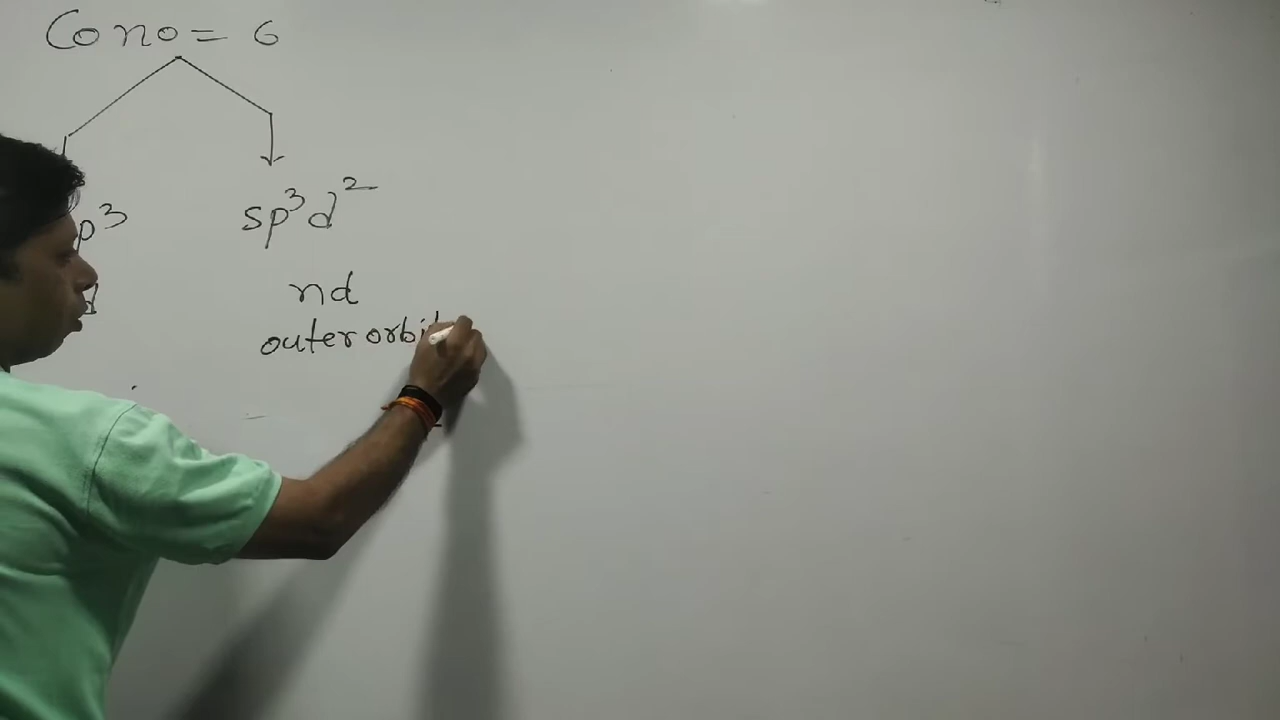 Co no = 6
p³ sp³d²
d nd
outer orbit